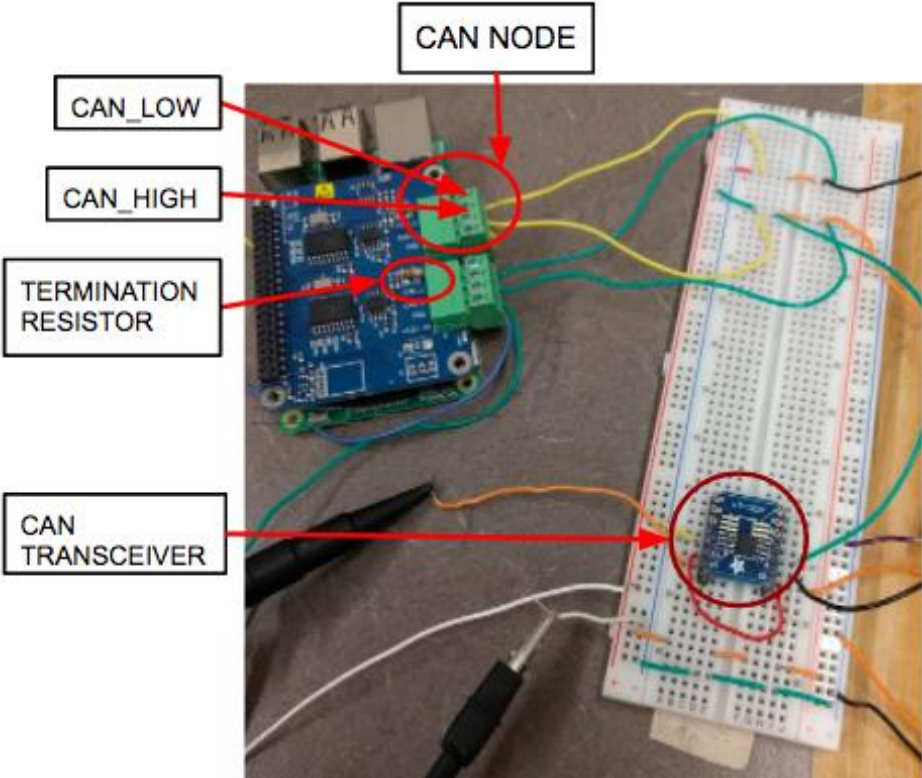 CAN NODE
CAN_LOW
CAN_HIGH
TERMINATION
RESISTOR
CAN
TRANSCEIVER